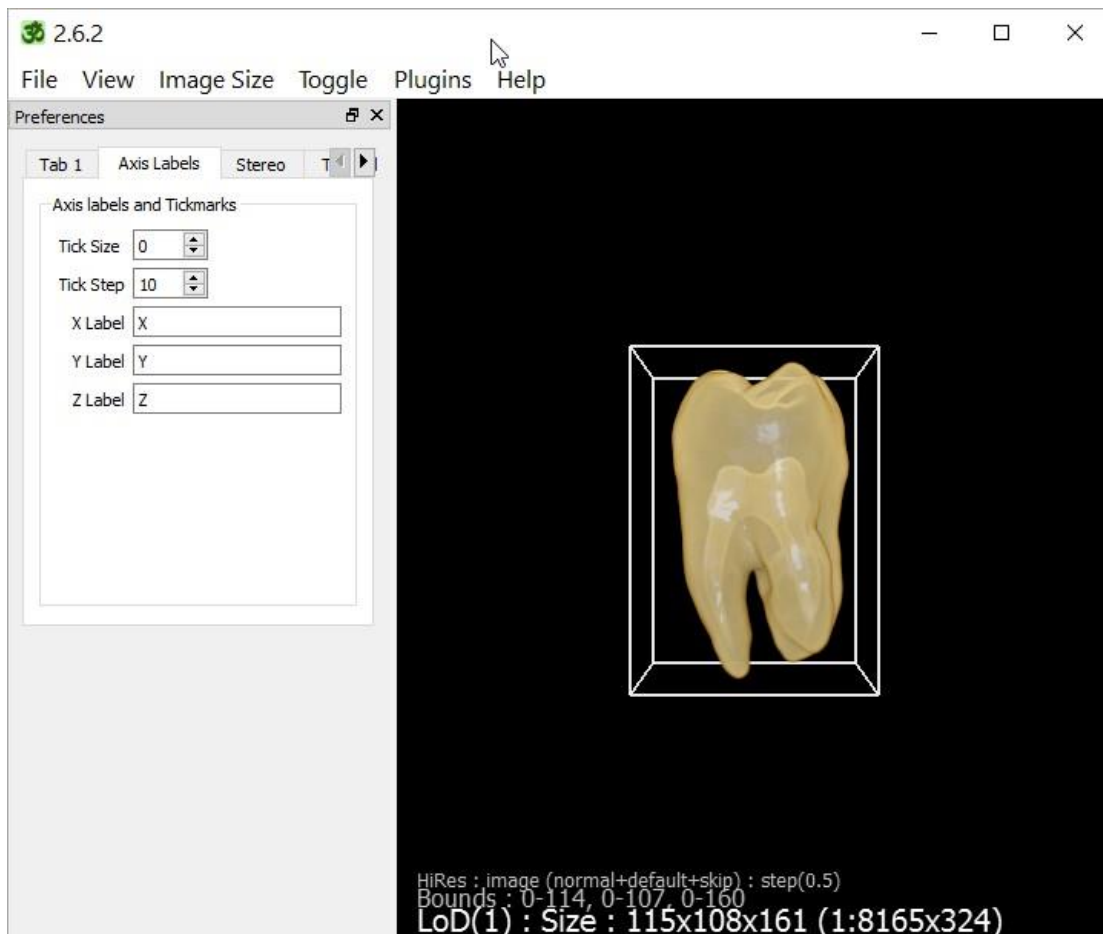 ॐ 2.6.2
File View Image Size Toggle Plugins Help
Preferences
Tab 1 Axis Labels Stereo
Axis labels and Tickmarks
Tick Size 0
Tick Step 10
X Label X
Y Label Y
Z Label Z
HiRes : image (normal+default+skip) : step(0.5)
Bounds : 0-114, 0-107, 0-160
LoD(1) : Size : 115x108x161 (1:8165x324)